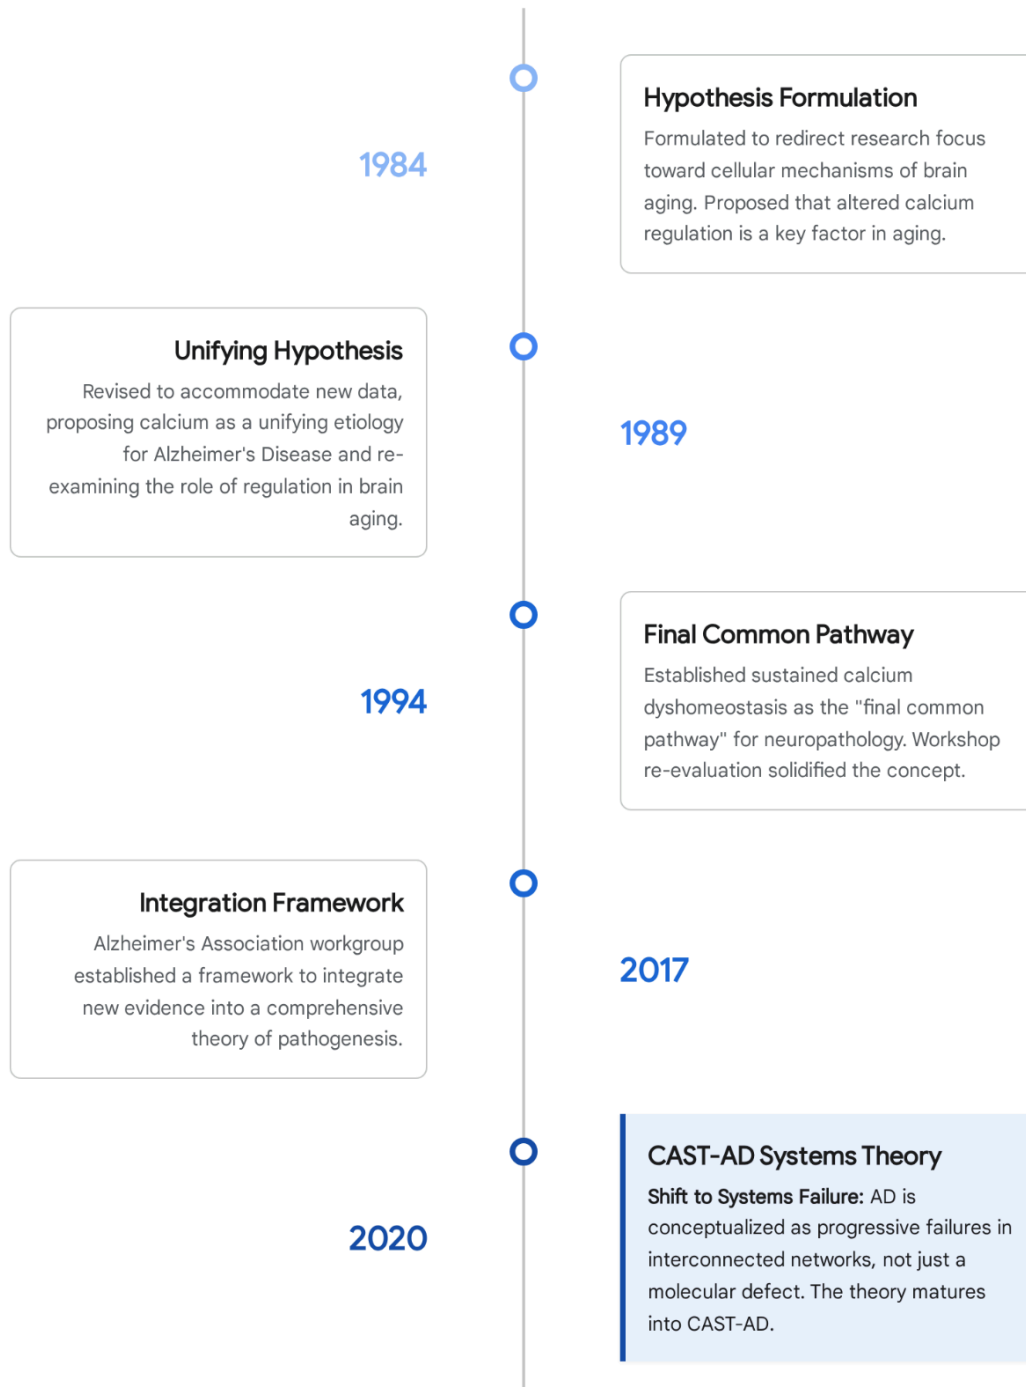 Hypothesis Formulation
Formulated to redirect research focus
toward cellular mechanisms of brain
aging. Proposed that altered calcium
regulation is a key factor in aging.
1984
Unifying Hypothesis
Revised to accommodate new data,
proposing calcium as a unifying etiology
for Alzheimer's Disease and re-
examining the role of regulation in brain
aging.
1989
Final Common Pathway
Established sustained calcium
dyshomeostasis as the "final common
pathway" for neuropathology. Workshop
re-evaluation solidified the concept.
1994
Integration Framework
Alzheimer's Association workgroup
established a framework to integrate
new evidence into a comprehensive
theory of pathogenesis.
2017
CAST-AD Systems Theory
Shift to Systems Failure: AD is
conceptualized as progressive failures in
interconnected networks, not just a
molecular defect. The theory matures
into CAST-AD.
2020